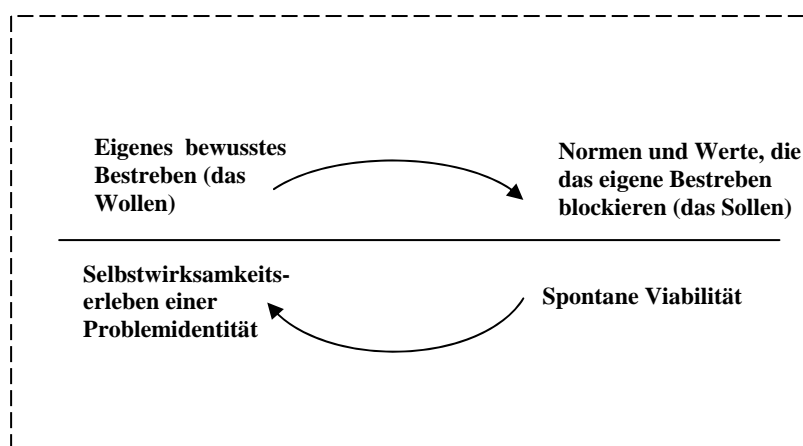 Eigenes bewusstes
Bestreben (das
Wollen)
Normen und Werte, die
das eigene Bestreben
blockieren (das Sollen)
Selbstwirksamkeits-
erleben einer
Problemidentität
Spontane Viabilität